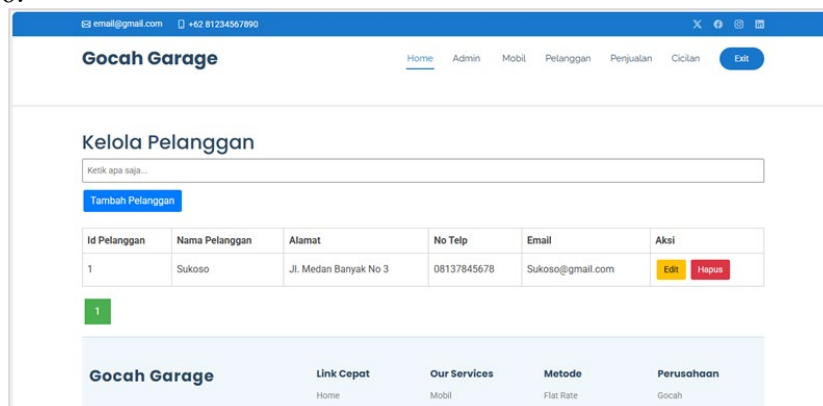 email@gmail.com +62 81234567890
Gocah Garage Home Admin Mobil Pelanggan Penjualan Cicilan Exit
Kelola Pelanggan
Ketik apa saja...
Tambah Pelanggan
Id Pelanggan Nama Pelanggan Alamat No Telp Email Aksi
1 Sukoso Jl. Medan Banyak No 3 08137845678 Sukoso@gmail.com Edit Hapus
1
Gocah Garage Link Cepat Our Services Metode Perusahaan
Home Mobil Flat Rate Gocah